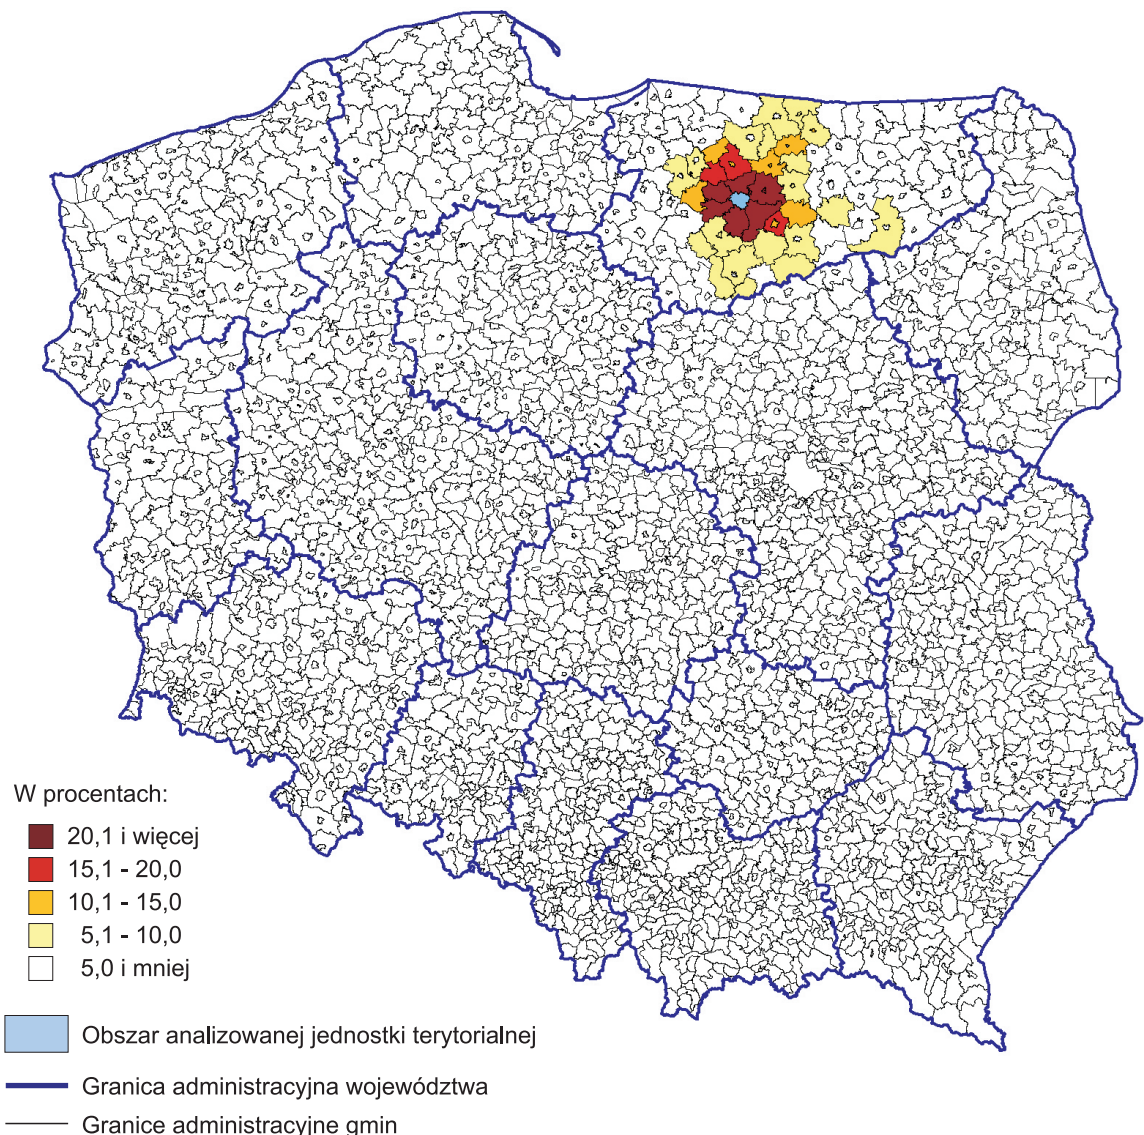 W procentach:
20,1 i więcej
15,1 - 20,0
10,1 - 15,0
5,1 - 10,0
5,0 i mniej
Obszar analizowanej jednostki terytorialnej
Granica administracyjna województwa
Granice administracyjne gmin